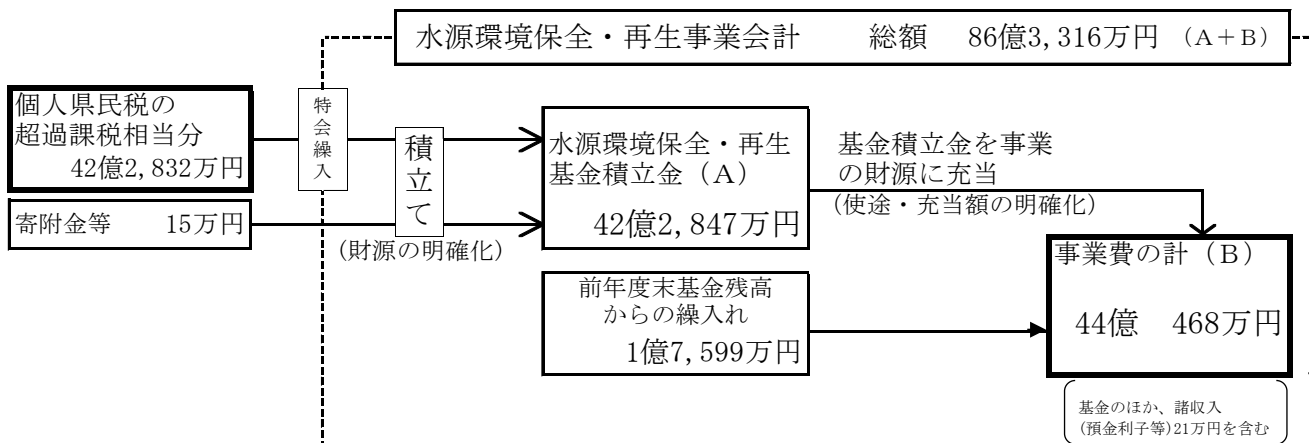 水源環境保全・再生事業会計　　総額　86億3,316万円 (A+B)
個人県民税の
超過課税相当分
42億2,832万円
寄附金等　　15万円
特会繰入
積立て
(財源の明確化)
水源環境保全・再生
基金積立金（A）
42億2,847万円
基金積立金を事業
の財源に充当
(使途・充当額の明確化)
前年度末基金残高
からの繰入れ
1億7,599万円
事業費の計（B）
44億　468万円
基金のほか、諸収入
(預金利子等)21万円を含む